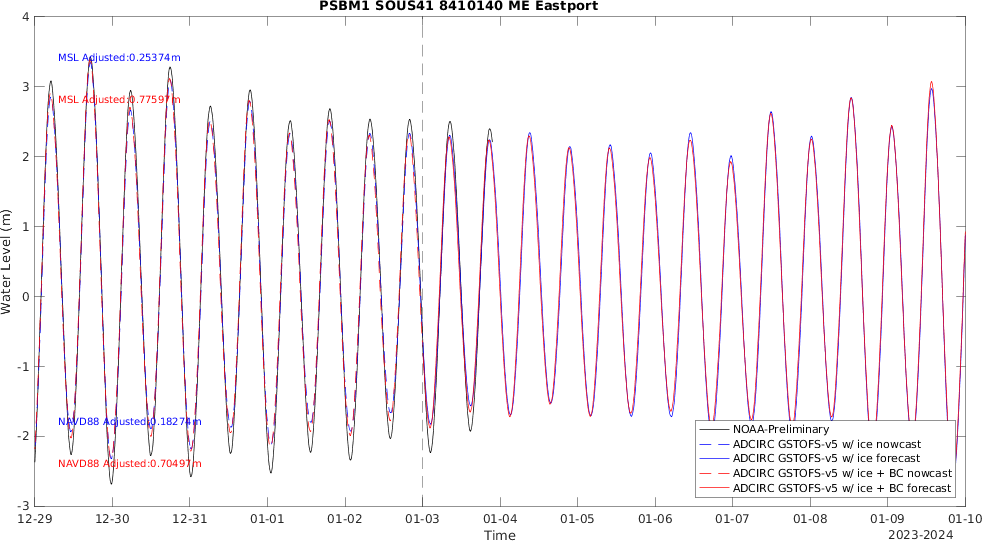 PSBM1 SOUS41 8410140 ME Eastport
4
3
2
1
0
-1
-2
-3
Water Level (m)
MSL Adjusted:0.25374m
MSL Adjusted:0.77597m
NAVD88 Adjusted:0.18274m
NAVD88 Adjusted:0.70497m
NOAA-Preliminary
ADCIRC GSTOFS-v5 w/ ice nowcast
ADCIRC GSTOFS-v5 w/ ice forecast
ADCIRC GSTOFS-v5 w/ ice + BC nowcast
ADCIRC GSTOFS-v5 w/ ice + BC forecast
12-29 12-30 12-31 01-01 01-02 01-03 01-04 01-05 01-06 01-07 01-08 01-09 01-10
Time
2023-2024